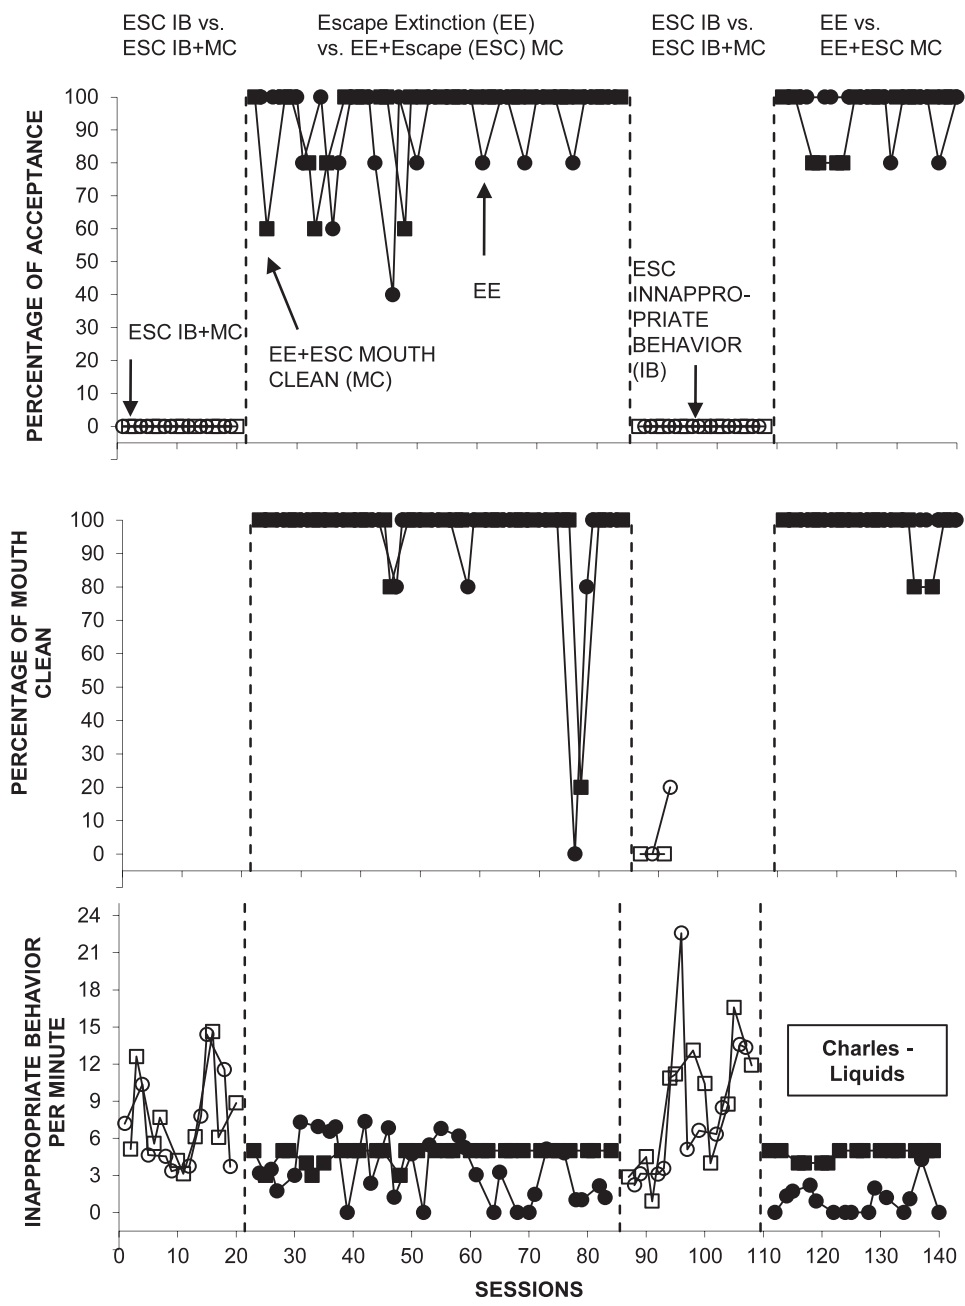 ESC IB vs.
ESC IB+MC
Escape Extinction (EE)
vs. EE+Escape (ESC) MC
ESC IB vs.
ESC IB+MC
EE vs.
EE+ESC MC
PERCENTAGE OF ACCEPTANCE
100
90
80
70
60
50
40
30
20
10
0
ESC IB+MC
EE+ESC MOUTH
CLEAN (MC)
EE
ESC
INNAPPRO-
PRIATE
BEHAVIOR
(IB)
PERCENTAGE OF MOUTH
CLEAN
100
90
80
70
60
50
40
30
20
10
0
INAPPROPRIATE BEHAVIOR
PER MINUTE
24
21
18
15
12
9
6
3
0
Charles -
Liquids
0 10 20 30 40 50 60 70 80 90 100 110 120 130 140
SESSIONS